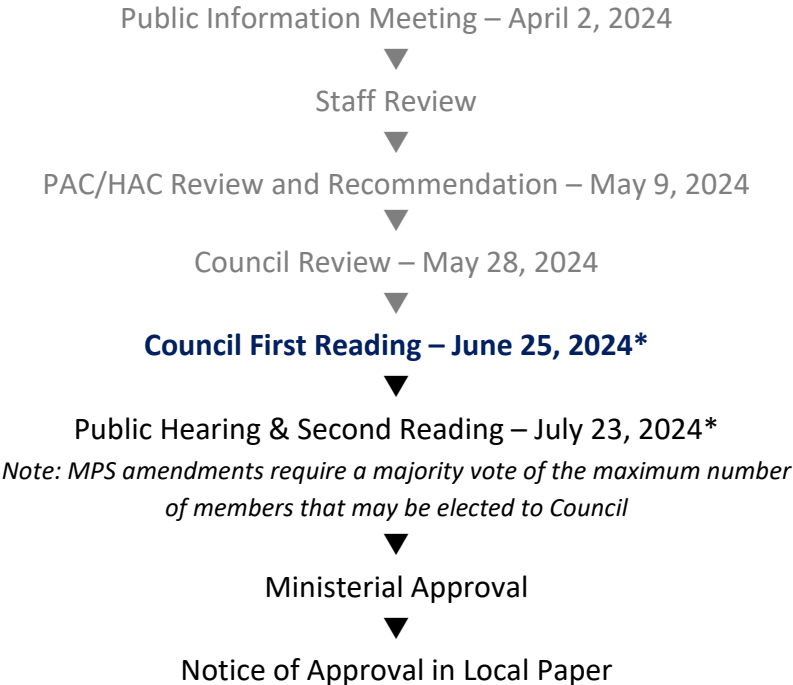 Public Information Meeting – April 2, 2024
▼
Staff Review
▼
PAC/HAC Review and Recommendation – May 9, 2024
▼
Council Review – May 28, 2024
▼
Council First Reading – June 25, 2024*
▼
Public Hearing & Second Reading – July 23, 2024*
Note: MPS amendments require a majority vote of the maximum number
of members that may be elected to Council
▼
Ministerial Approval
▼
Notice of Approval in Local Paper